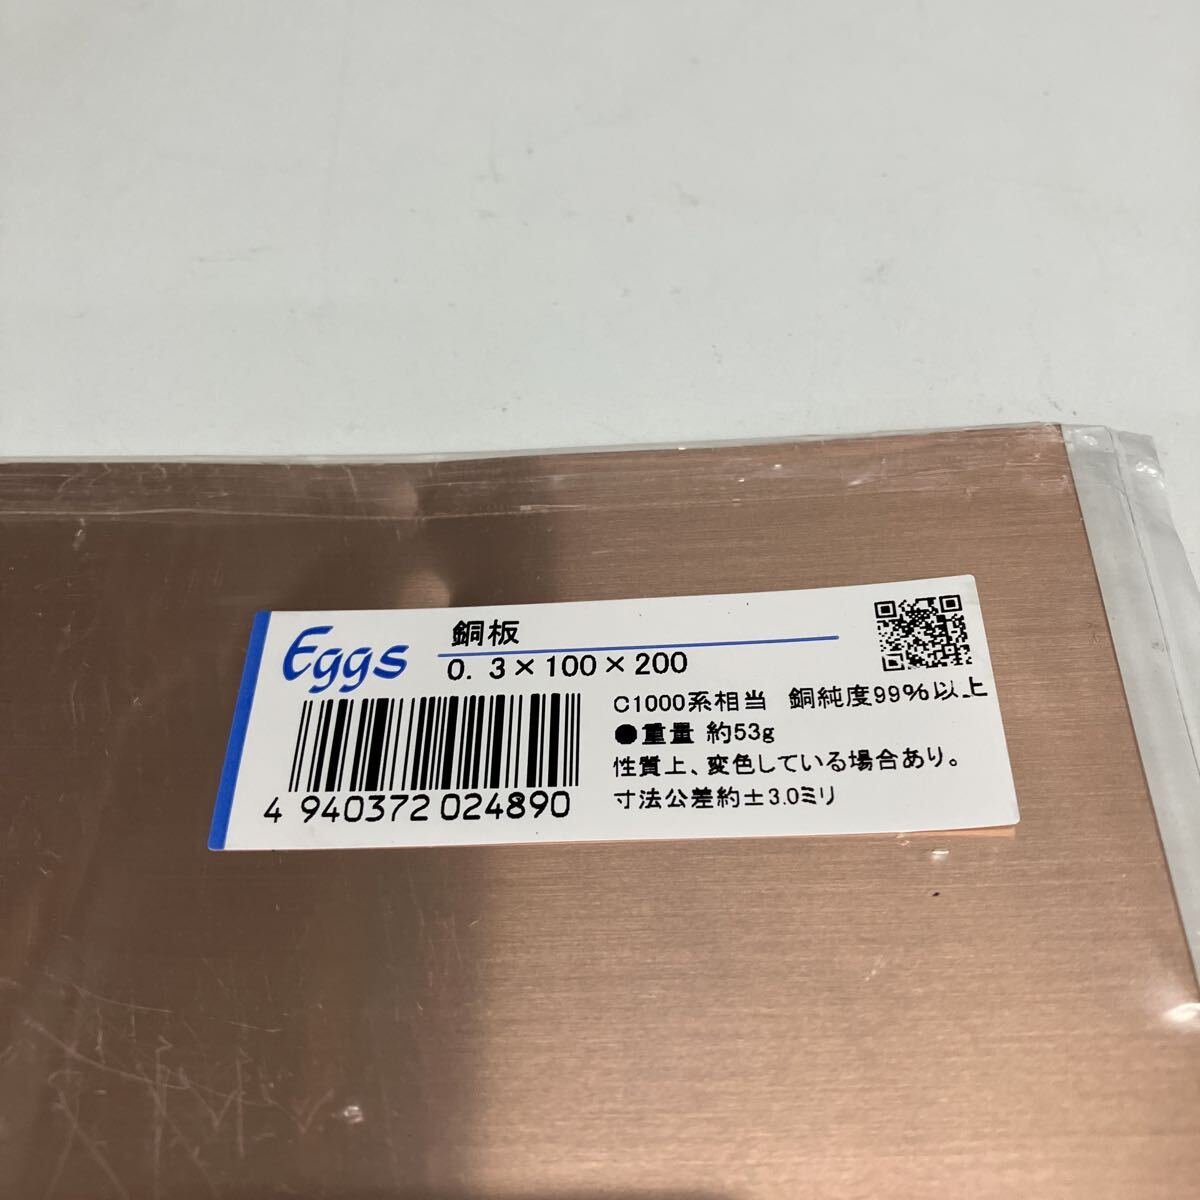 Eggs
銅板
0. 3×100×200
C1000系相当 銅純度99%以上
●重量 約53g
性質上、変色している場合あり。
寸法公差約±3.0ミリ
4 940372 024890